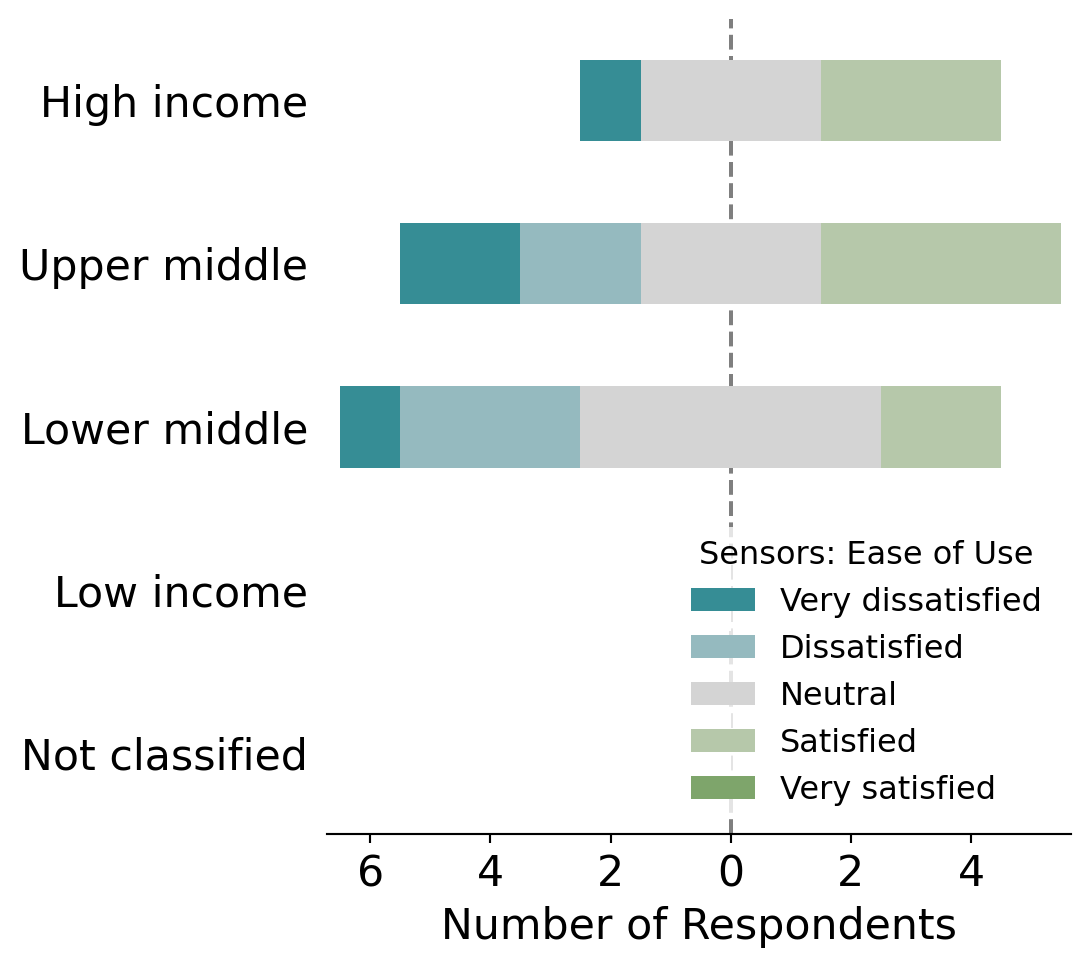 High income
Upper middle
Lower middle
Low income
Not classified
Sensors: Ease of Use
Very dissatisfied
Dissatisfied
Neutral
Satisfied
Very satisfied
6 4 2 0 2 4
Number of Respondents